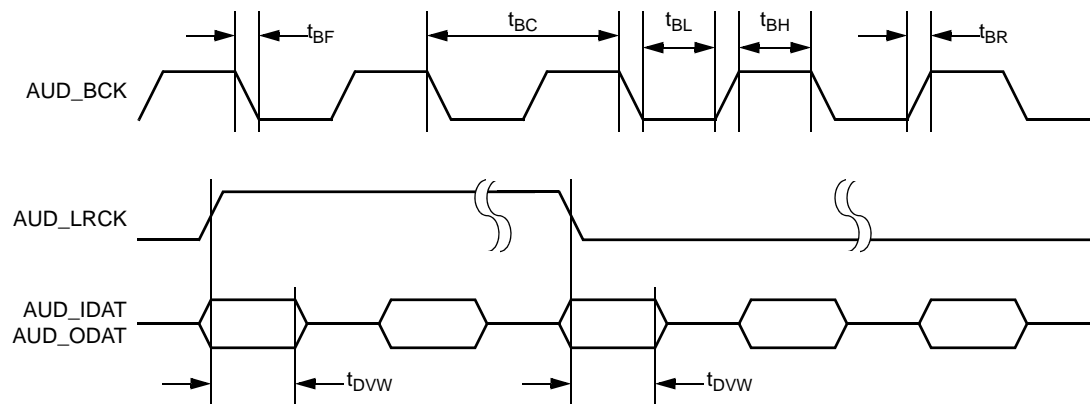 tBF
tBC
tBL
tBH
tBR
AUD_BCK
AUD_LRCK
AUD_IDAT
AUD_ODAT
tDVW
tDVW